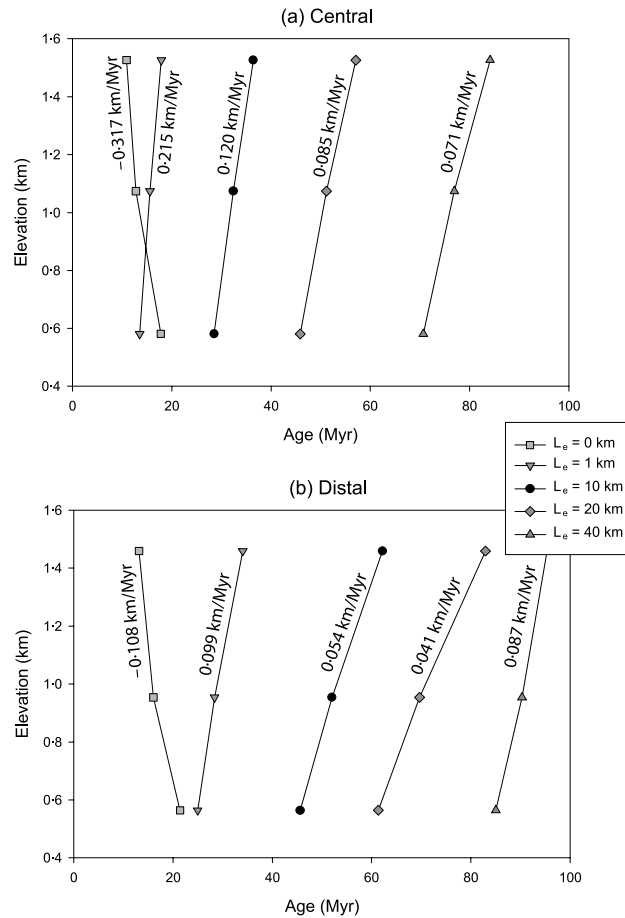 (a) Central
1·6
1·4
1·2
1·0
0·8
0·6
0·4
Elevation (km)
−0·317 km/Myr
0·215 km/Myr
0·120 km/Myr
0·085 km/Myr
0·071 km/Myr
0 20 40 60 80 100
Age (Myr)
Le = 0 km
Le = 1 km
Le = 10 km
Le = 20 km
Le = 40 km
(b) Distal
1·6
1·4
1·2
1·0
0·8
0·6
0·4
Elevation (km)
−0·108 km/Myr
0·099 km/Myr
0·054 km/Myr
0·041 km/Myr
0·087 km/Myr
0 20 40 60 80 100
Age (Myr)